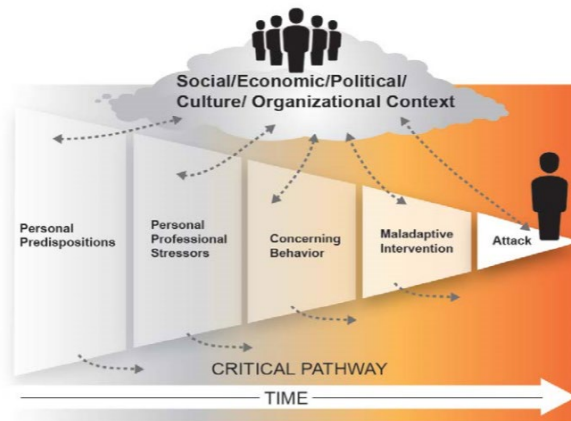 Social/Economic/Political/
Culture/ Organizational Context
Personal
Predispositions
Personal
Professional
Stressors
Concerning
Behavior
Maladaptive
Intervention
Attack
CRITICAL PATHWAY
TIME